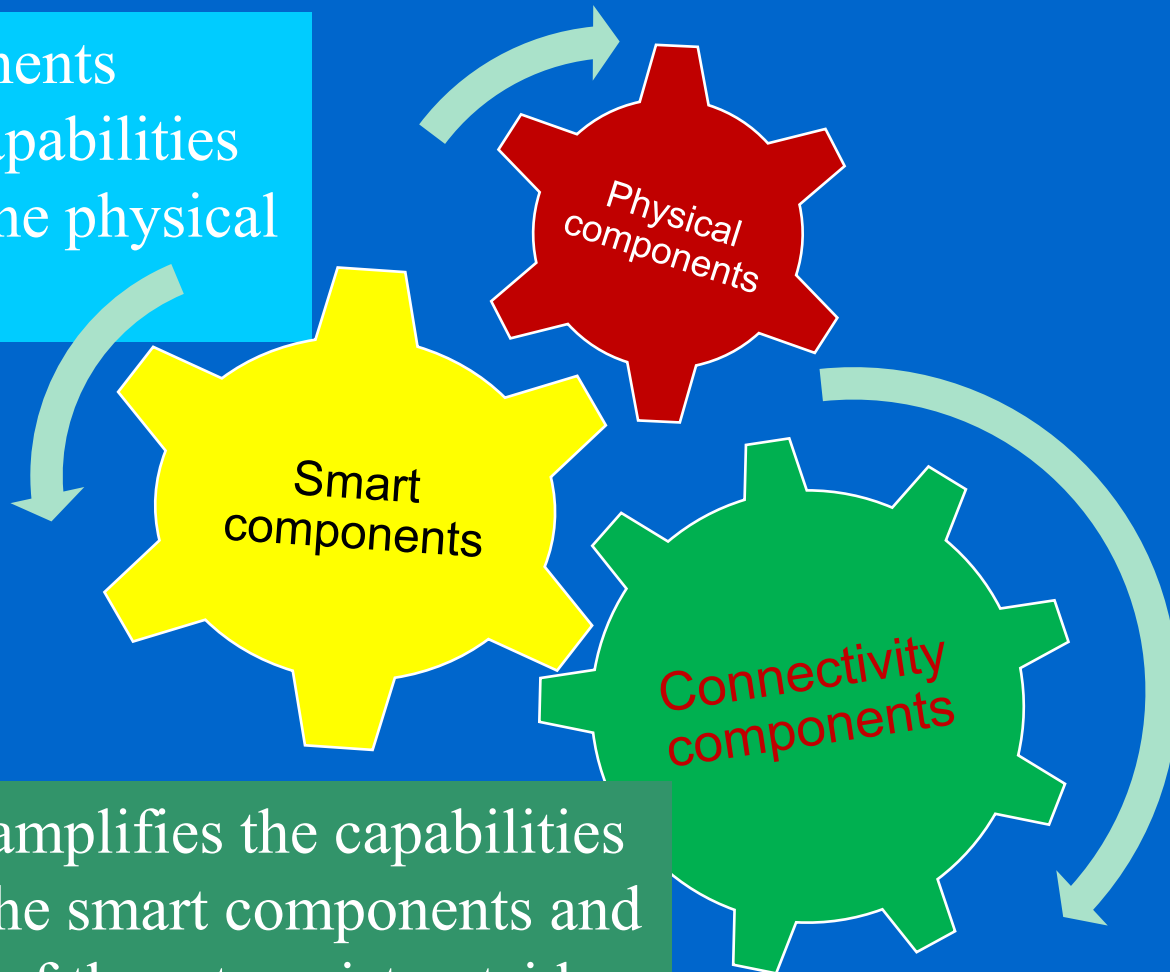 nents
apabilities
he physical
Physical
components
Smart
components
Connectivity
components
amplifies the capabilities
he smart components and